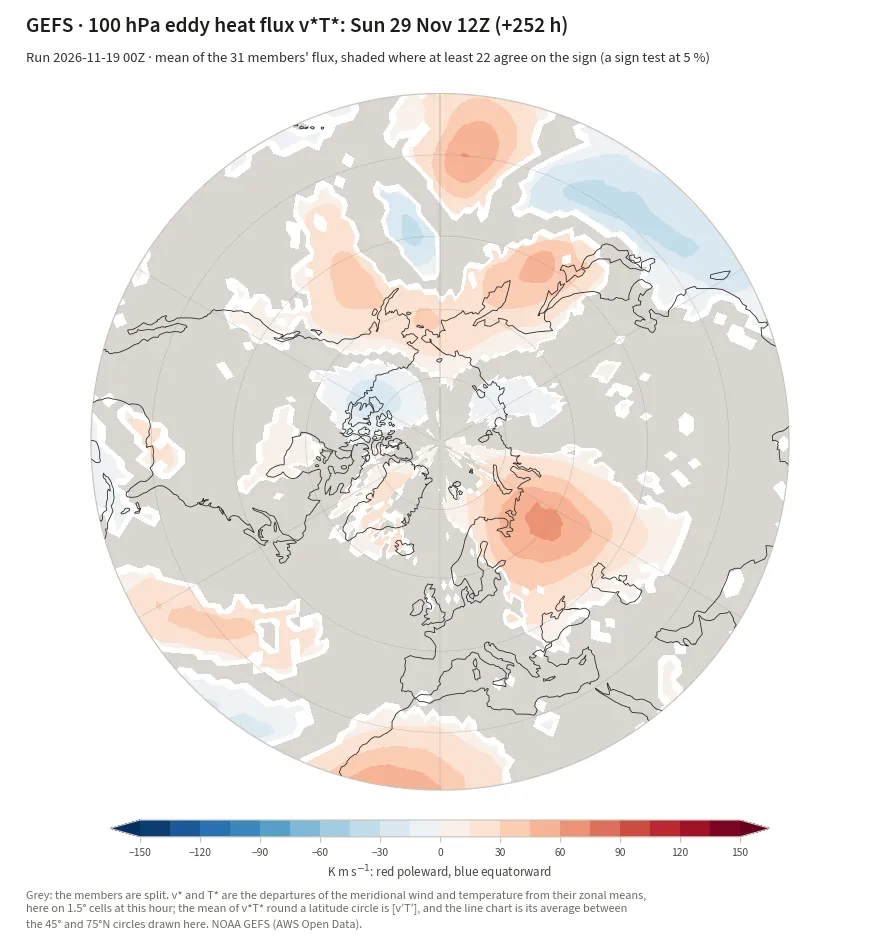 GEFS · 100 hPa eddy heat flux v*T*: Sun 29 Nov 12Z (+252 h)
Run 2026-11-19 00Z · mean of the 31 members' flux, shaded where at least 22 agree on the sign (a sign test at 5 %)
−150 −120 −90 −60 −30 0 30 60 90 120 150
K m s⁻¹: red poleward, blue equatorward
Grey: the members are split. v* and T* are the departures of the meridional wind and temperature from their zonal means,
here on 1.5° cells at this hour; the mean of v*T* round a latitude circle is [v'T'], and the line chart is its average between
the 45° and 75°N circles drawn here. NOAA GEFS (AWS Open Data).